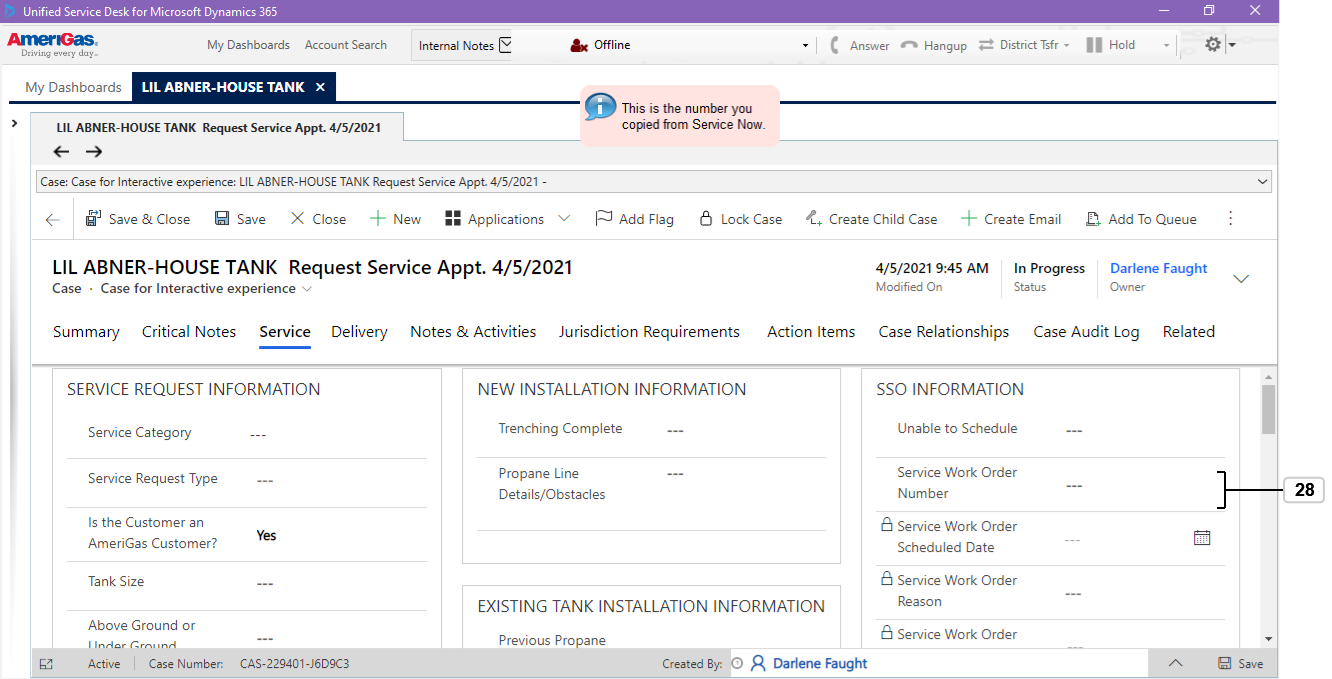 Unified Service Desk for Microsoft Dynamics 365
AmeriGas
Driving every day
My Dashboards Account Search Internal Notes Offline Answer Hangup District Tsfr Hold
My Dashboards LIL ABNER-HOUSE TANK
This is the number you
copied from Service Now.
LIL ABNER-HOUSE TANK Request Service Appt. 4/5/2021
Case: Case for Interactive experience: LIL ABNER-HOUSE TANK Request Service Appt. 4/5/2021 -
Save & Close Save Close New Applications Add Flag Lock Case Create Child Case Create Email Add To Queue
LIL ABNER-HOUSE TANK Request Service Appt. 4/5/2021
Case · Case for Interactive experience
4/5/2021 9:45 AM
Modified On
In Progress
Status
Darlene Faught
Owner
Summary Critical Notes Service Delivery Notes & Activities Jurisdiction Requirements Action Items Case Relationships Case Audit Log Related
SERVICE REQUEST INFORMATION
Service Category ---
Service Request Type ---
Is the Customer an
AmeriGas Customer?
Yes
Tank Size ---
Above Ground or
Under Ground
---
NEW INSTALLATION INFORMATION
Trenching Complete ---
Propane Line
Details/Obstacles
---
EXISTING TANK INSTALLATION INFORMATION
Previous Propane
SSO INFORMATION
Unable to Schedule ---
Service Work Order
Number
---
28
Service Work Order
Scheduled Date
---
Service Work Order
Reason
---
Service Work Order
---
Active Case Number: CAS-229401-J6D9C3 Created By: Darlene Faught Save